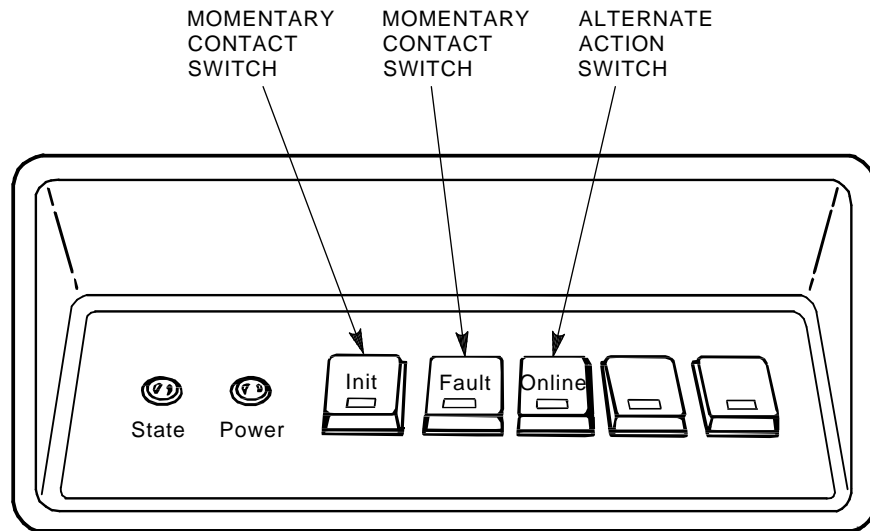 MOMENTARY
CONTACT
SWITCH
MOMENTARY
CONTACT
SWITCH
ALTERNATE
ACTION
SWITCH
Init
Fault
Online
State
Power